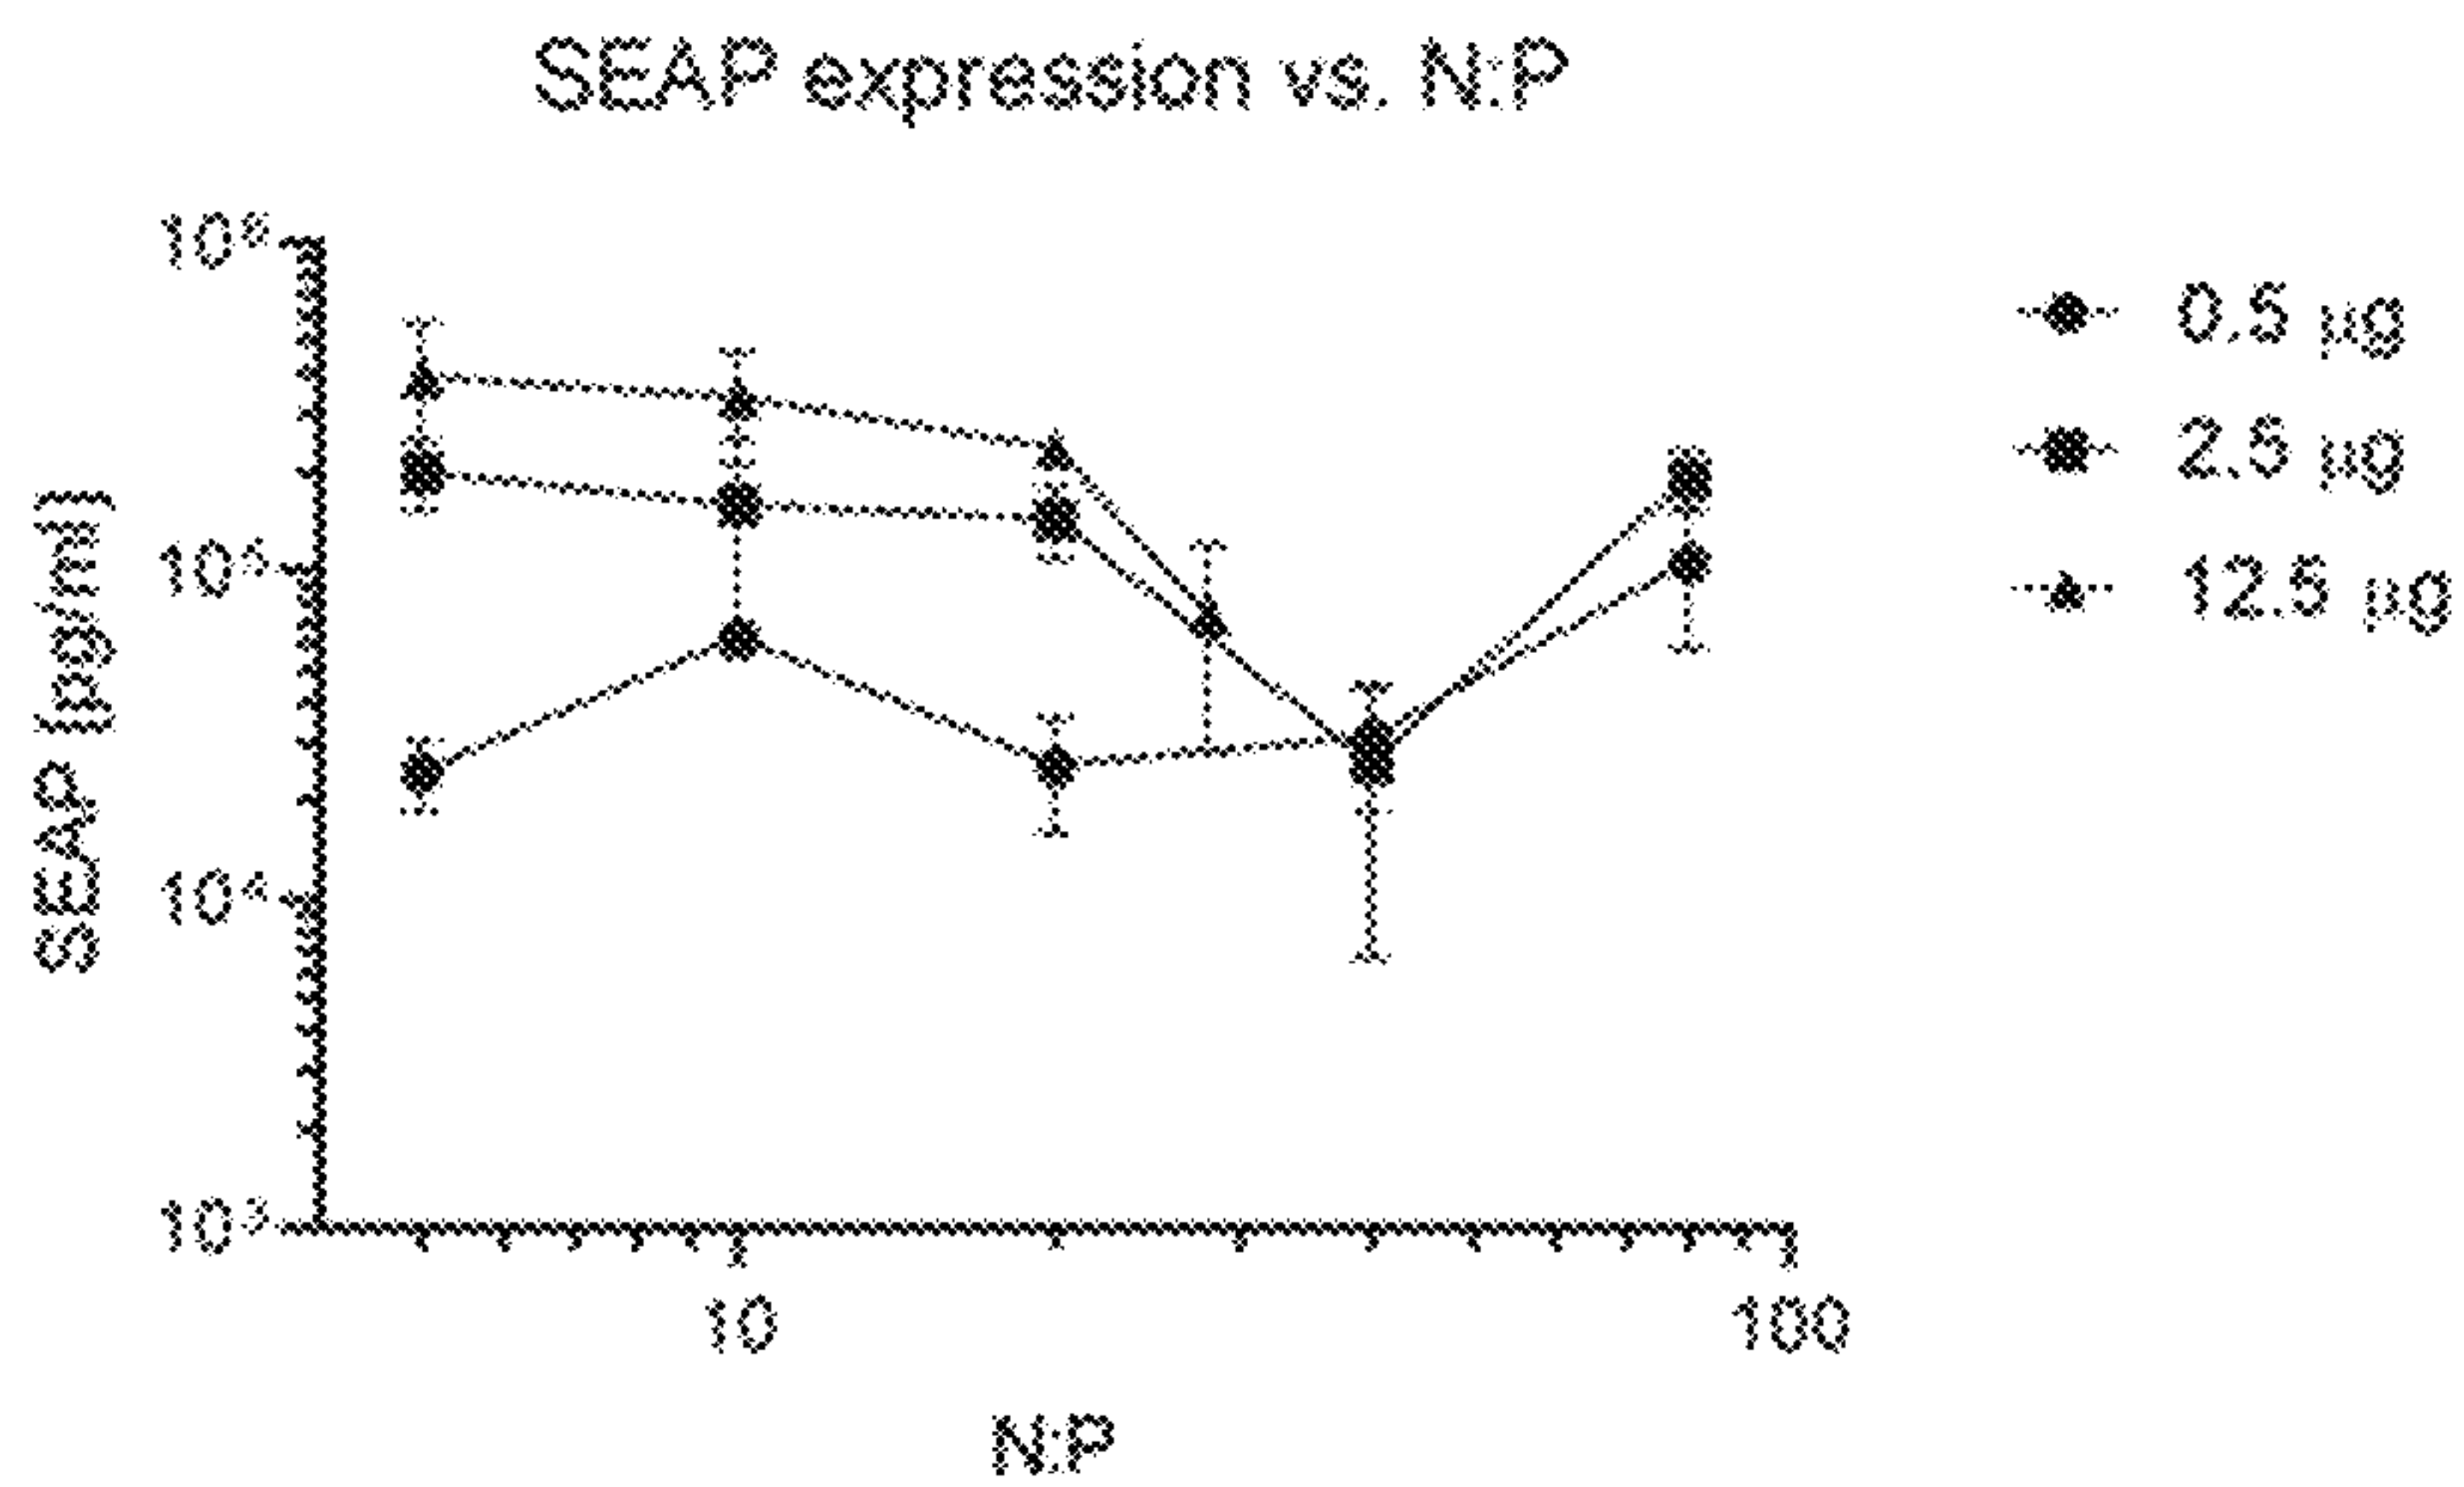 SEAP expression vs. N:P
10⁶
10⁵
10⁴
10³
SEAP [μg/ml]
10
100
N:P
0.5 μg
2.5 μg
12.5 μg